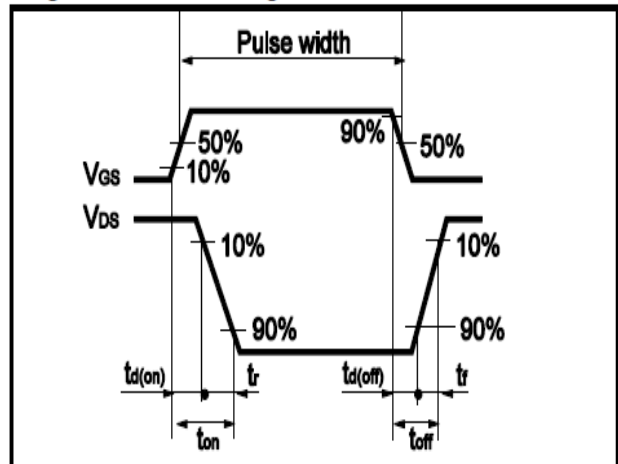 Pulse width
90%
50%
50%
10%
VGS
VDS
10%
10%
90%
90%
td(on)
tr
td(off)
tf
ton
toff